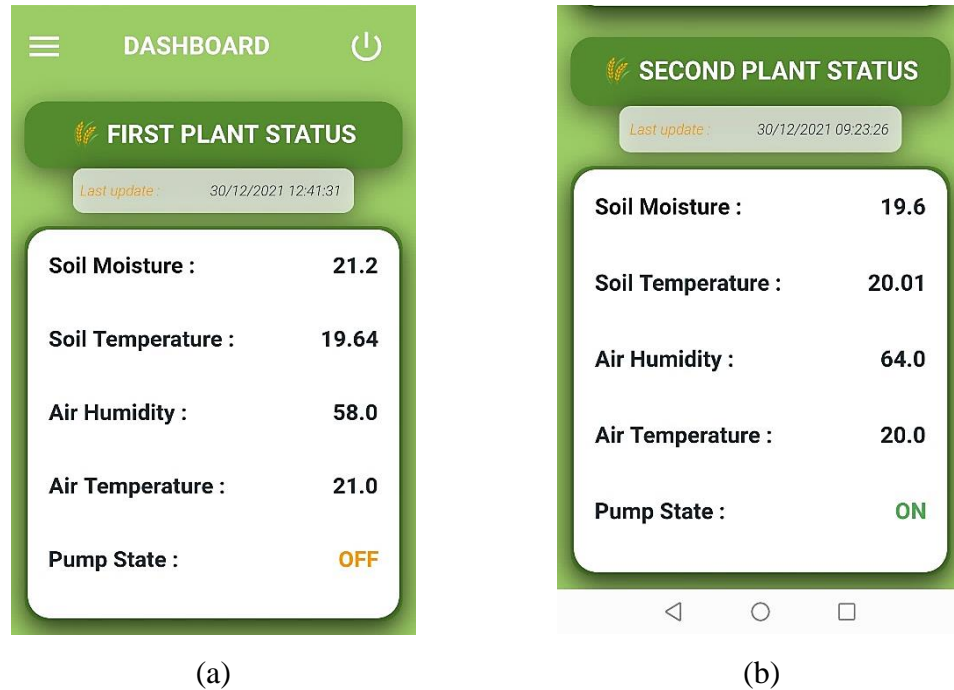 DASHBOARD
FIRST PLANT STATUS
Last update : 30/12/2021 12:41:31
Soil Moisture : 21.2
Soil Temperature : 19.64
Air Humidity : 58.0
Air Temperature : 21.0
Pump State : OFF
(a)
SECOND PLANT STATUS
Last update : 30/12/2021 09:23:26
Soil Moisture : 19.6
Soil Temperature : 20.01
Air Humidity : 64.0
Air Temperature : 20.0
Pump State : ON
(b)